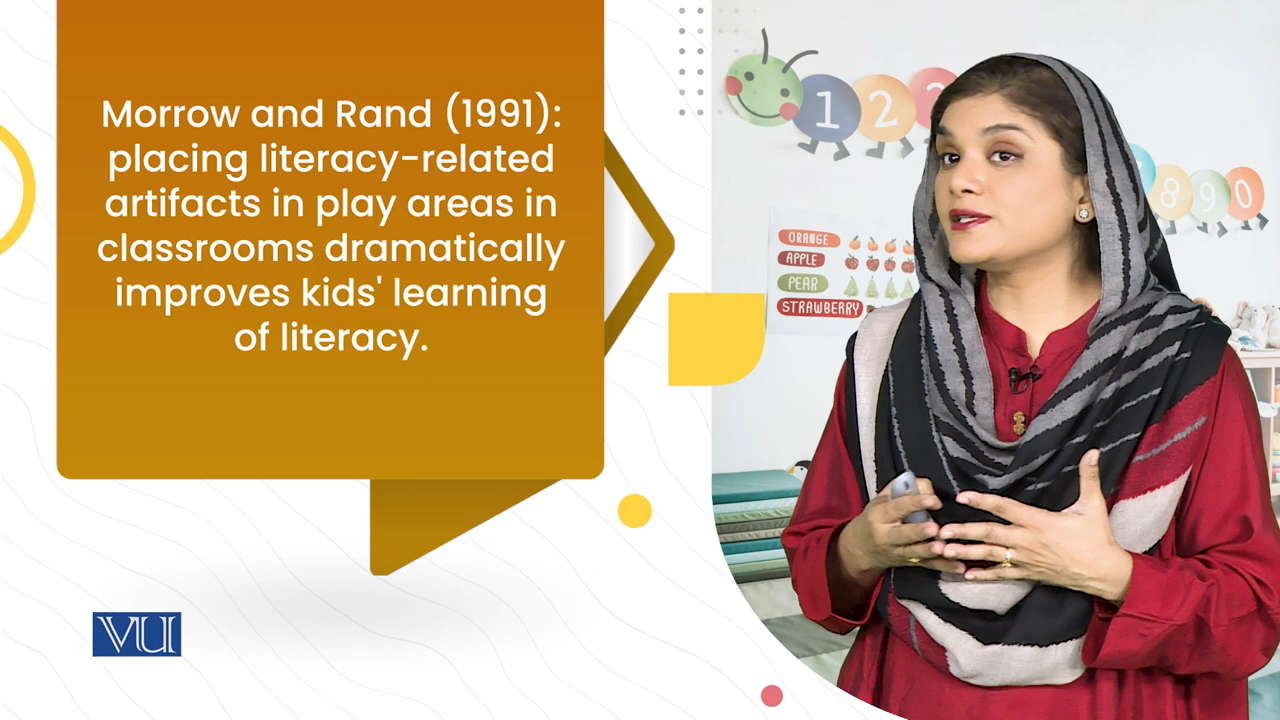 Morrow and Rand (1991):
placing literacy-related
artifacts in play areas in
classrooms dramatically
improves kids' learning
of literacy.
1 2
8 9 0
ORANGE
APPLE
PEAR
STRAWBERRY
VU